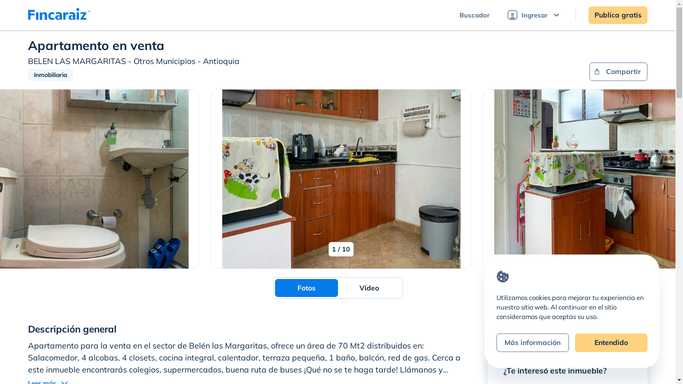 Fincaraiz
Buscador
Ingresar
Publica gratis
Apartamento en venta
BELEN LAS MARGARITAS - Otros Municipios - Antioquia
Inmobiliaria
Compartir
1 / 10
Fotos
Video
Utilizamos cookies para mejorar tu experiencia en
nuestro sitio web. Al continuar en el sitio
consideramos que aceptas su uso.
Más información
Entendido
Descripción general
Apartamento para la venta en el sector de Belén las Margaritas, ofrece un área de 70 Mt2 distribuidos en:
Salacomedor, 4 alcobas, 4 closets, cocina integral, calentador, terraza pequeña, 1 baño, balcón, red de gas. Cerca a
este inmueble encontrarás colegios, supermercados, buena ruta de buses ¡Que no se te haga tarde! Llámanos y...
Leer más
¿Te interesó este inmueble?